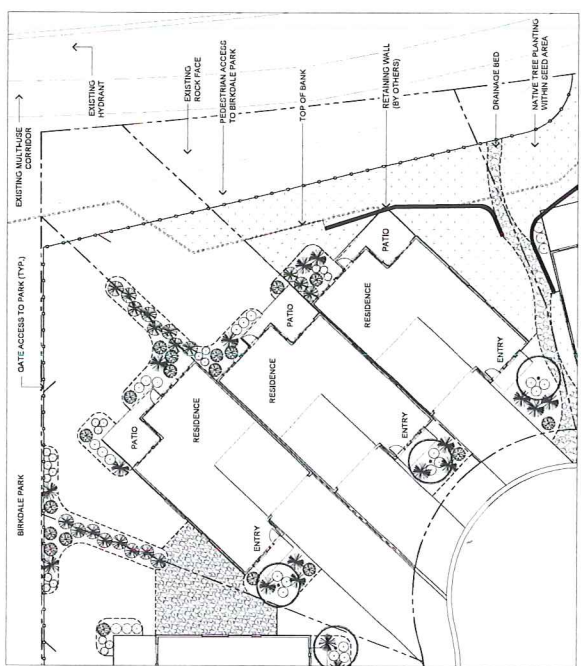 BIRKDALE PARK
GATE ACCESS TO PARK (TYP.)
EXISTING MULTI-USE
CORRIDOR
EXISTING
HYDRANT
EXISTING
ROCK FACE
PEDESTRIAN ACCESS
TO BIRKDALE PARK
TOP OF BANK
RETAINING WALL
(BY OTHERS)
DRAINAGE BED
NATIVE TREE PLANTING
WITHIN SEED AREA
PATIO
RESIDENCE
ENTRY
PATIO
RESIDENCE
ENTRY
PATIO
RESIDENCE
ENTRY